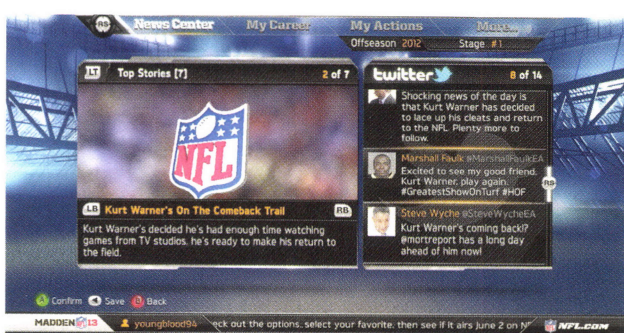 RS News Center My Career My Actions More...
Offseason 2012 Stage #1
LT Top Stories [7] 2 of 7
NFL
LB Kurt Warner's On The Comeback Trail RB
Kurt Warner's decided he's had enough time watching
games from TV studios. he's ready to make his return to
the field.
twitter 8 of 14
Shocking news of the day is
that Kurt Warner has decided
to lace up his cleats and return
to the NFL. Plenty more to
follow.
Marshall Faulk #MarshallFaulkEA
Excited to see my good friend,
Kurt Warner, play again.
#GreatestShowOnTurf #HOF
RS
Steve Wyche @SteveWycheEA
Kurt Warner's coming back!?
@mortreport has a long day
ahead of him now!
A Confirm Save B Back
MADDEN NFL 13 youngblood94 eck out the options, select your favorite, then see if it airs June 2 on N NFL.COM